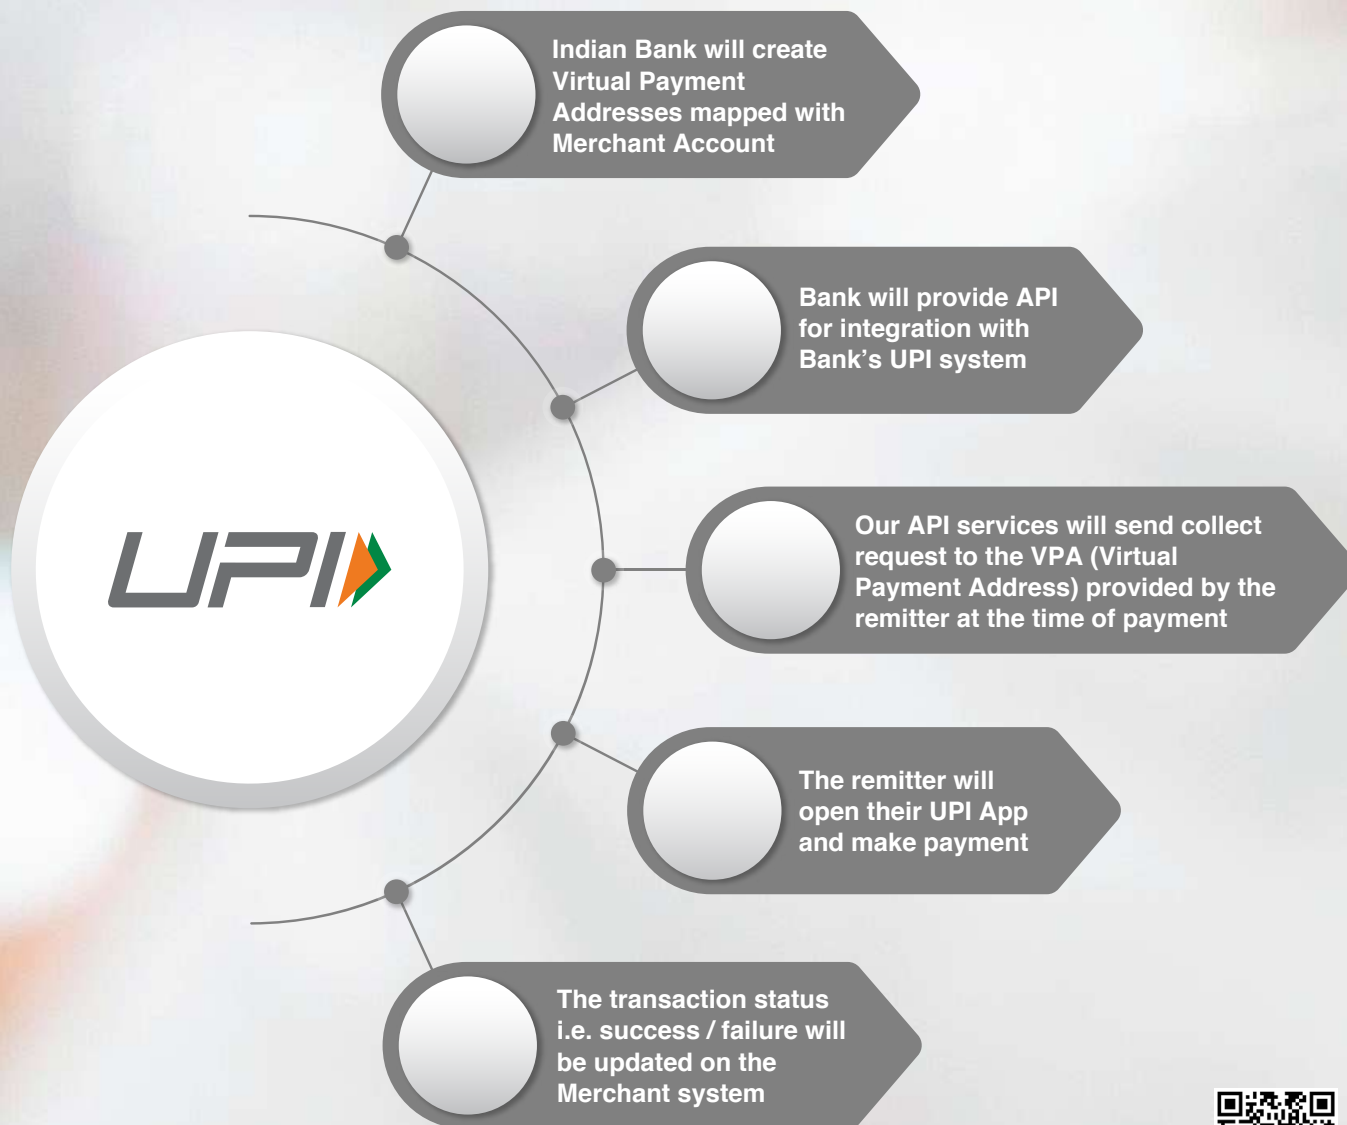 Indian Bank will create
Virtual Payment
Addresses mapped with
Merchant Account
Bank will provide API
for integration with
Bank's UPI system
UPI
Our API services will send collect
request to the VPA (Virtual
Payment Address) provided by the
remitter at the time of payment
The remitter will
open their UPI App
and make payment
The transaction status
i.e. success / failure will
be updated on the
Merchant system